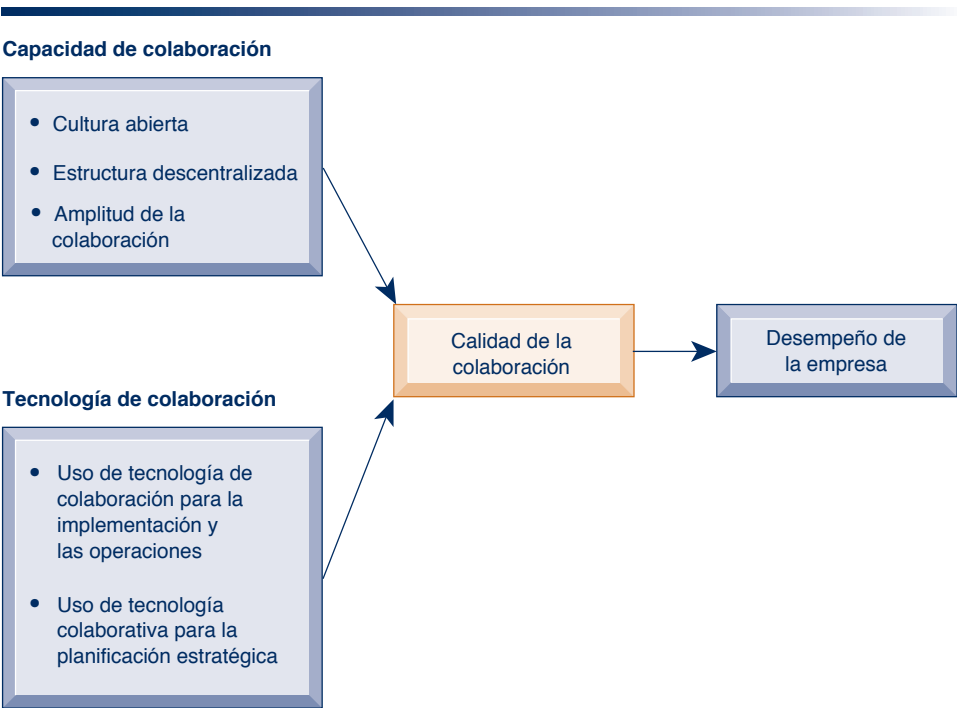 Capacidad de colaboración
• Cultura abierta
• Estructura descentralizada
• Amplitud de la
colaboración
Calidad de la
colaboración
Desempeño de
la empresa
Tecnología de colaboración
• Uso de tecnología de
colaboración para la
implementación y
las operaciones
• Uso de tecnología
colaborativa para la
planificación estratégica